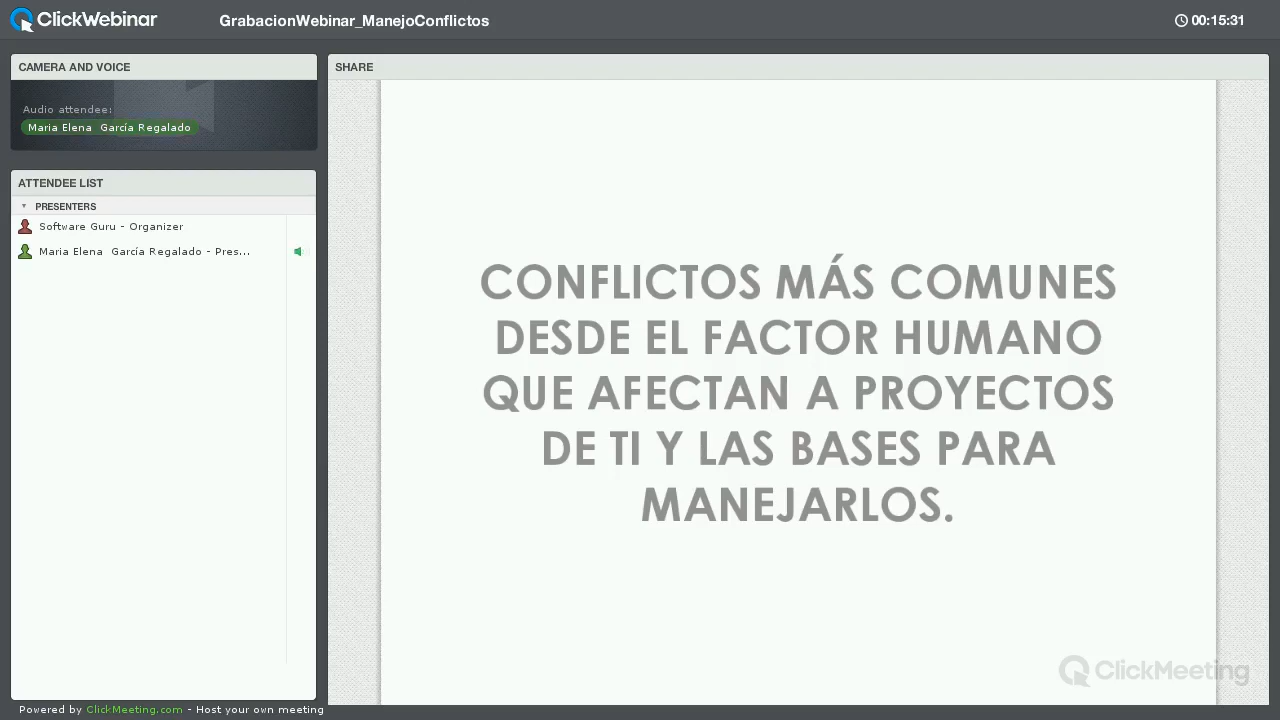 ClickWebinar
GrabacionWebinar_ManejoConflictos
00:15:31
CAMERA AND VOICE
Audio attendee:
Maria Elena García Regalado
ATTENDEE LIST
PRESENTERS
Software Guru - Organizer
Maria Elena García Regalado - Pres...
SHARE
CONFLICTOS MÁS COMUNES
DESDE EL FACTOR HUMANO
QUE AFECTAN A PROYECTOS
DE TI Y LAS BASES PARA
MANEJARLOS.
ClickMeeting
Powered by ClickMeeting.com - Host your own meeting